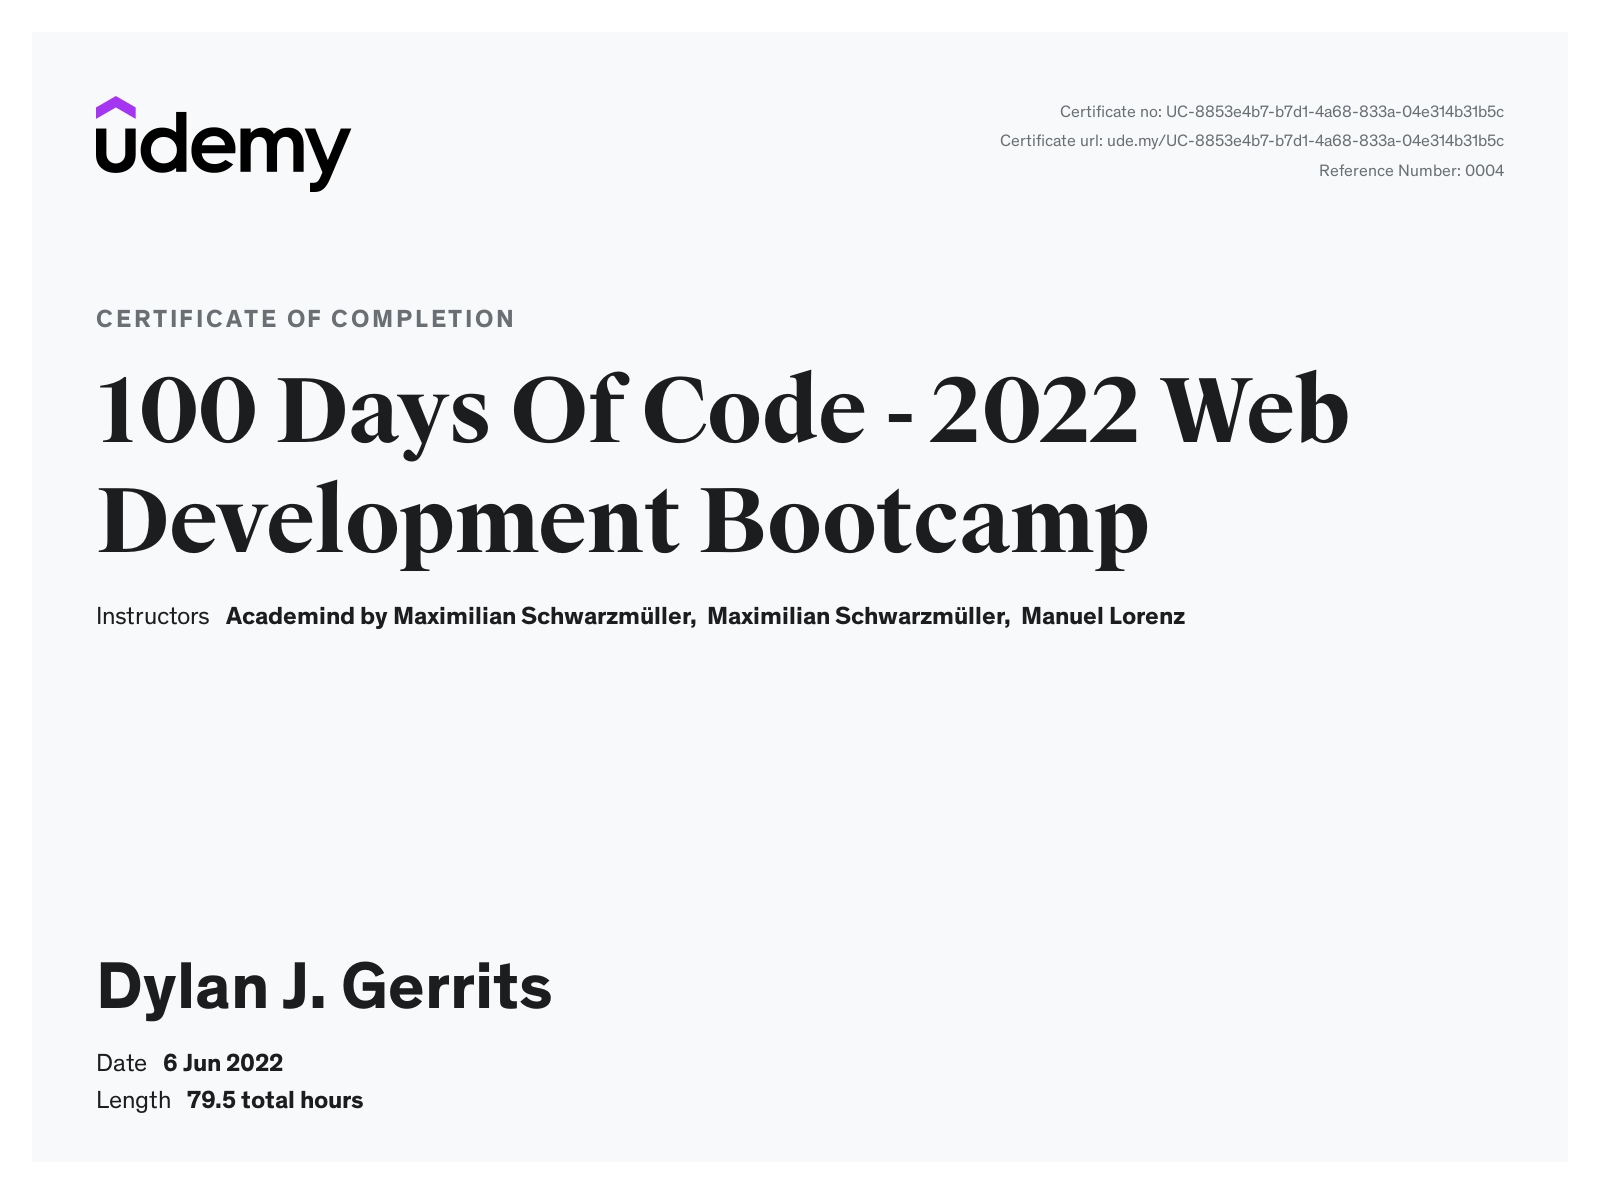 udemy
Certificate no: UC-8853e4b7-b7d1-4a68-833a-04e314b31b5c
Certificate url: ude.my/UC-8853e4b7-b7d1-4a68-833a-04e314b31b5c
Reference Number: 0004
CERTIFICATE OF COMPLETION
100 Days Of Code - 2022 Web
Development Bootcamp
Instructors Academind by Maximilian Schwarzmüller, Maximilian Schwarzmüller, Manuel Lorenz
Dylan J. Gerrits
Date 6 Jun 2022
Length 79.5 total hours